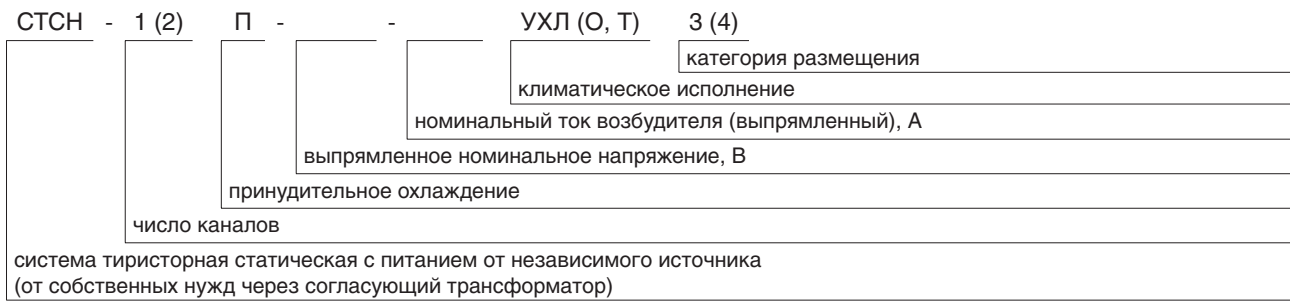 СТСН - 1 (2) П - - УХЛ (О, Т) 3 (4)
категория размещения
климатическое исполнение
номинальный ток возбудителя (выпрямленный), А
выпрямленное номинальное напряжение, В
принудительное охлаждение
число каналов
система тиристорная статическая с питанием от независимого источника
(от собственных нужд через согласующий трансформатор)